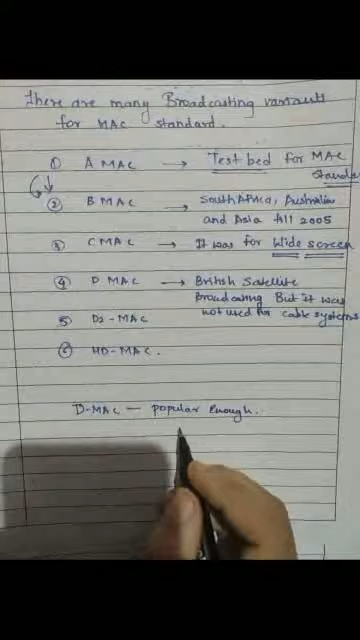 There are many Broadcasting variants
for MAC standard.
① A MAC → Test bed for MAC
Standard
② B MAC → South Africa, Australia
and Asia till 2005
③ C MAC → It was for Wide screen
④ D MAC → British Satellite
Broadcasting But it was
not used for cable systems
⑤ D2-MAC
⑥ HD-MAC.
D-MAC — popular enough.